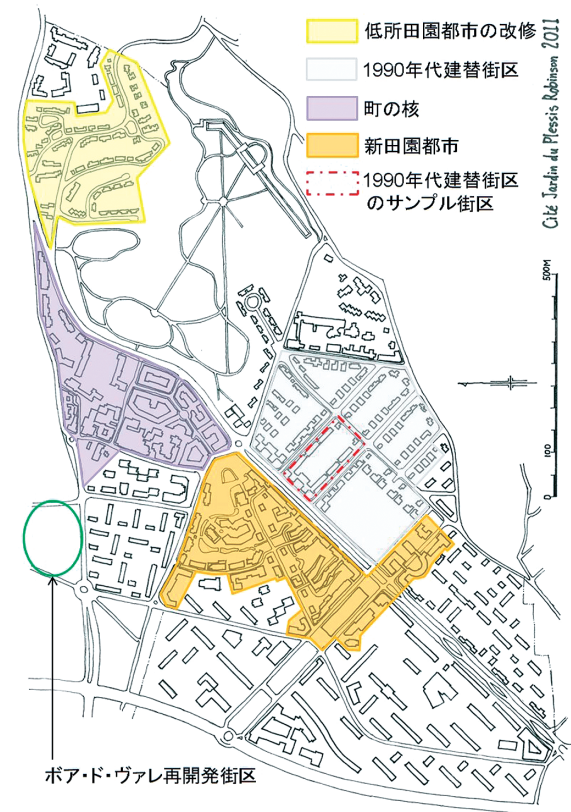 低所田園都市の改修
1990年代建替街区
町の核
新田園都市
1990年代建替街区
のサンプル街区
Cité Jardin du Plessis Robinson 2011
500M
100
0
ボア・ド・ヴァレ再開発街区